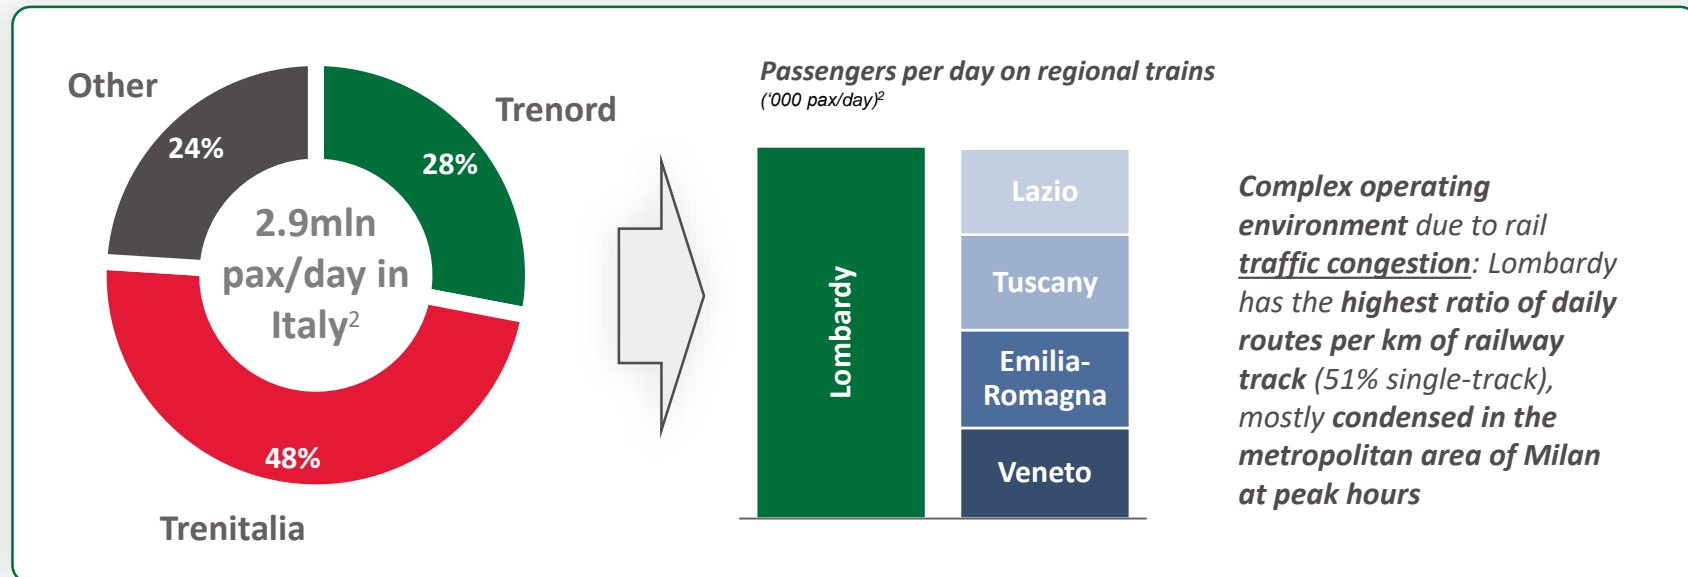 Other
Trenord
24%
28%
2.9mln
pax/day in
Italy2
48%
Trenitalia
Passengers per day on regional trains
(‘000 pax/day)2
Lombardy
Lazio
Tuscany
Emilia-
Romagna
Veneto
Complex operating
environment due to rail
traffic congestion: Lombardy
has the highest ratio of daily
routes per km of railway
track (51% single-track),
mostly condensed in the
metropolitan area of Milan
at peak hours